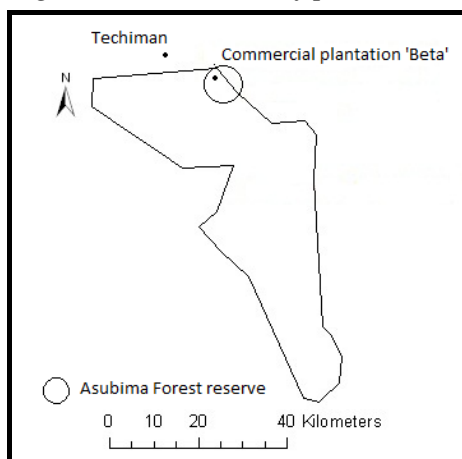 Techiman
Commercial plantation 'Beta'
N
Asubima Forest reserve
0 10 20 40 Kilometers